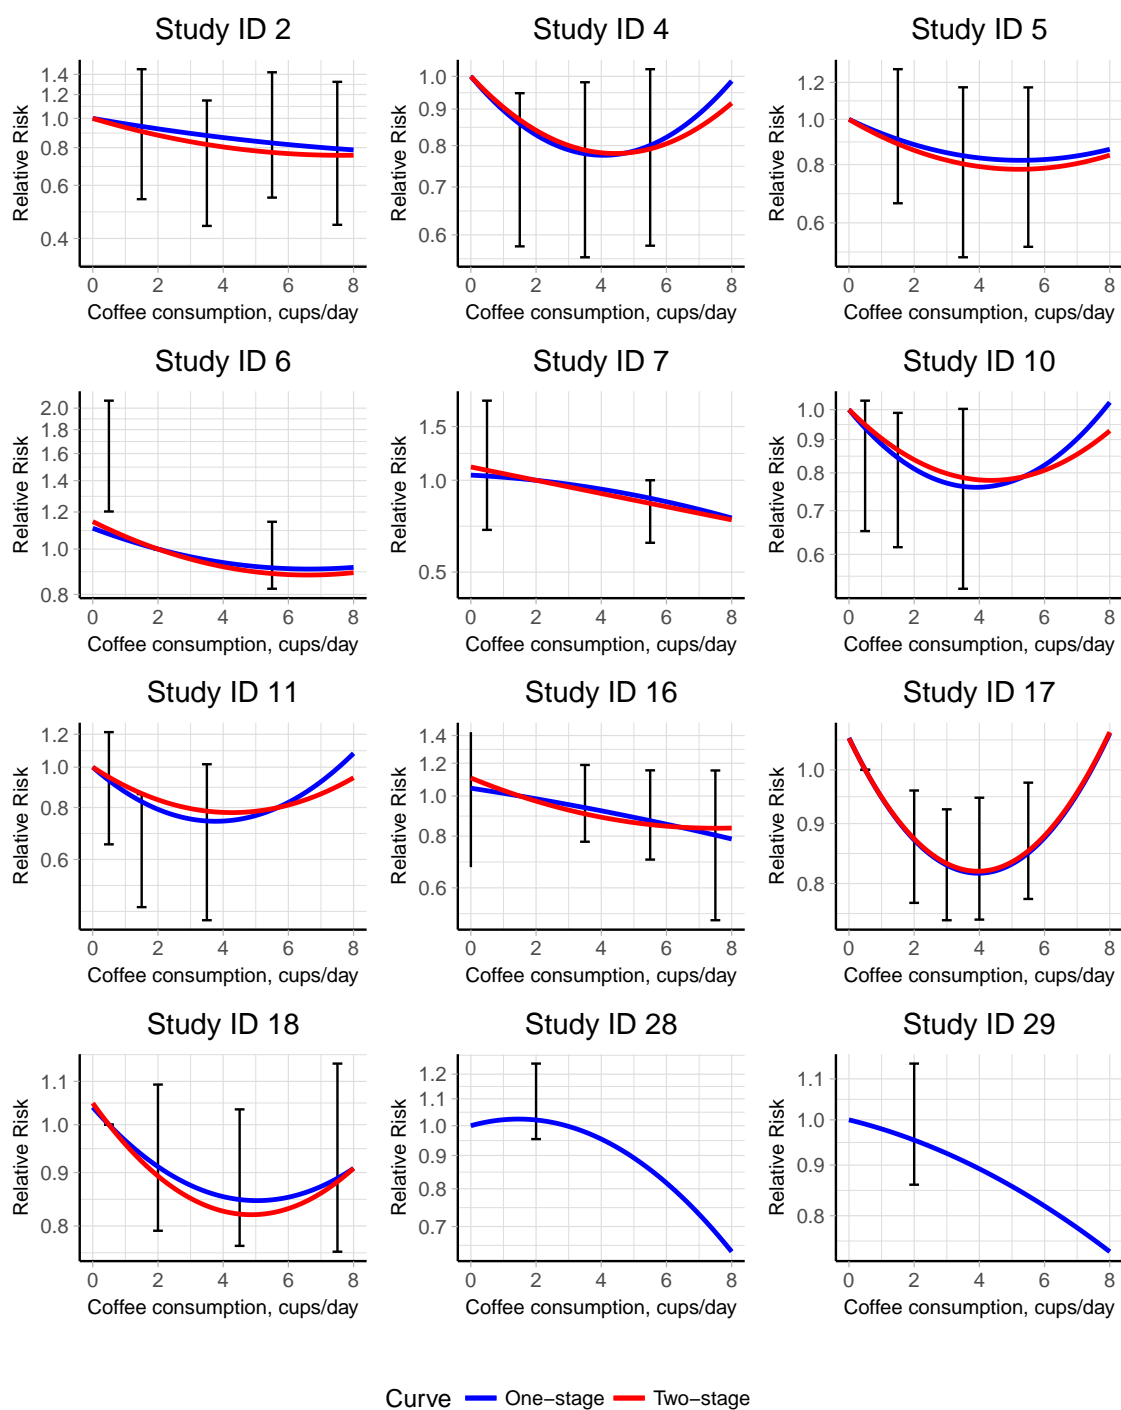 Study ID 2
Relative Risk
1.4
1.2
1.0
0.8
0.6
0.4
0 2 4 6 8
Coffee consumption, cups/day
Study ID 4
Relative Risk
1.0
0.9
0.8
0.7
0.6
0 2 4 6 8
Coffee consumption, cups/day
Study ID 5
Relative Risk
1.2
1.0
0.8
0.6
0 2 4 6 8
Coffee consumption, cups/day
Study ID 6
Relative Risk
2.0
1.8
1.6
1.4
1.2
1.0
0.8
0 2 4 6 8
Coffee consumption, cups/day
Study ID 7
Relative Risk
1.5
1.0
0.5
0 2 4 6 8
Coffee consumption, cups/day
Study ID 10
Relative Risk
1.0
0.9
0.8
0.7
0.6
0 2 4 6 8
Coffee consumption, cups/day
Study ID 11
Relative Risk
1.2
1.0
0.8
0.6
0 2 4 6 8
Coffee consumption, cups/day
Study ID 16
Relative Risk
1.4
1.2
1.0
0.8
0.6
0 2 4 6 8
Coffee consumption, cups/day
Study ID 17
Relative Risk
1.0
0.9
0.8
0 2 4 6 8
Coffee consumption, cups/day
Study ID 18
Relative Risk
1.1
1.0
0.9
0.8
0 2 4 6 8
Coffee consumption, cups/day
Study ID 28
Relative Risk
1.2
1.1
1.0
0.9
0.8
0.7
0 2 4 6 8
Coffee consumption, cups/day
Study ID 29
Relative Risk
1.1
1.0
0.9
0.8
0 2 4 6 8
Coffee consumption, cups/day
Curve One−stage Two−stage